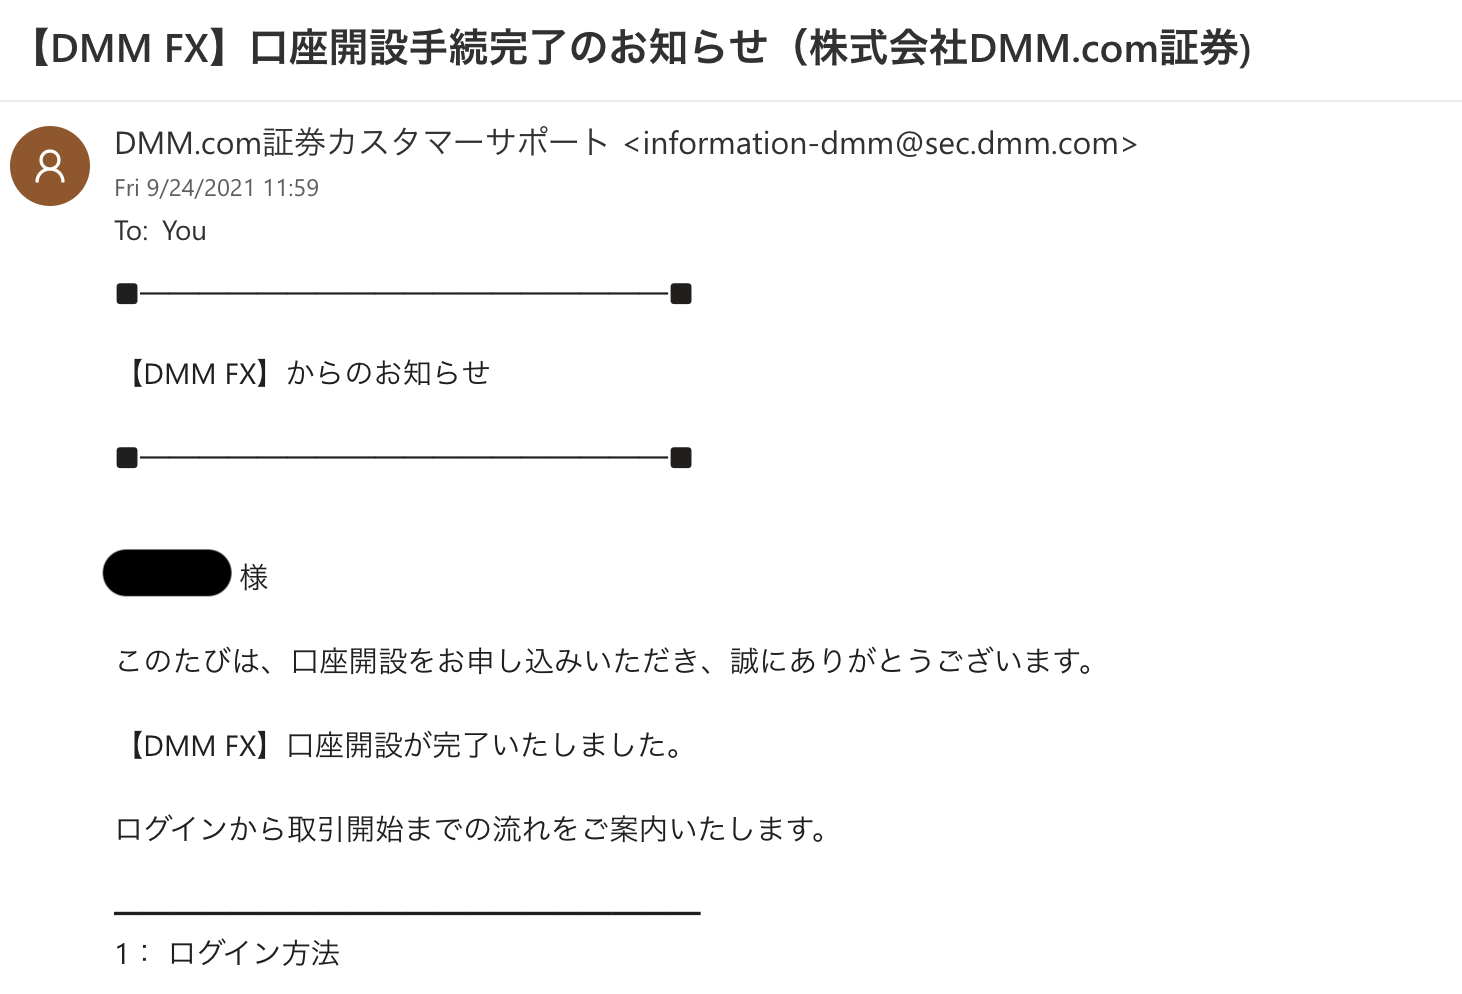 【DMM FX】口座開設手続完了のお知らせ（株式会社DMM.com証券)
DMM.com証券カスタマーサポート <information-dmm@sec.dmm.com>
Fri 9/24/2021 11:59
To: You
■━━━━━━━━━━━━━━━━━━■
【DMM FX】からのお知らせ
■━━━━━━━━━━━━━━━━━━■
様
このたびは、口座開設をお申し込みいただき、誠にありがとうございます。
【DMM FX】口座開設が完了いたしました。
ログインから取引開始までの流れをご案内いたします。
━━━━━━━━━━━━━━━━━━━━
1： ログイン方法